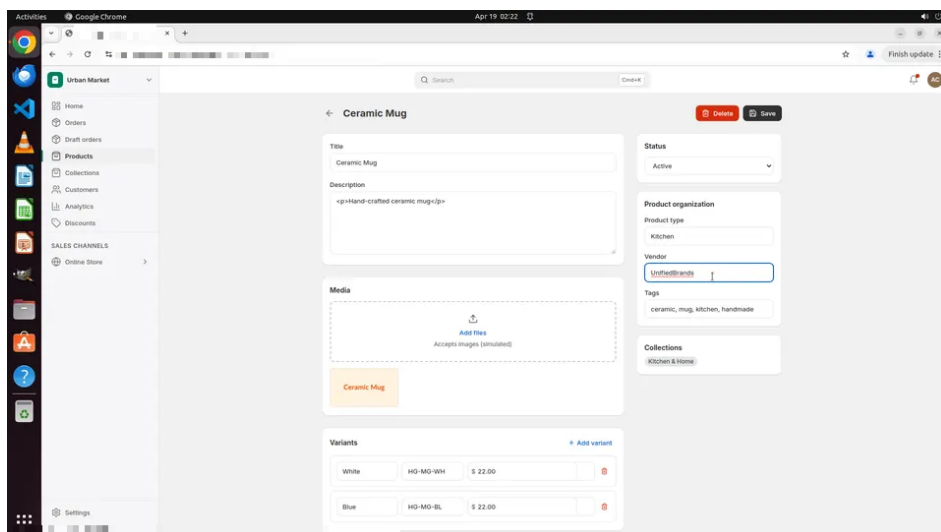 Activities
Google Chrome
Apr 19 02:22
Finish update
Urban Market
Search
Cmd+K
AC
Home
Orders
Draft orders
Products
Collections
Customers
Analytics
Discounts
SALES CHANNELS
Online Store
Settings
Ceramic Mug
Delete
Save
Title
Ceramic Mug
Description
<p>Hand-crafted ceramic mug</p>
Media
Add files
Accepts images (simulated)
Ceramic Mug
Variants
+ Add variant
White
HG-MG-WH
$ 22.00
Blue
HG-MG-BL
$ 22.00
Status
Active
Product organization
Product type
Kitchen
Vendor
UnifiedBrands
Tags
ceramic, mug, kitchen, handmade
Collections
Kitchen & Home